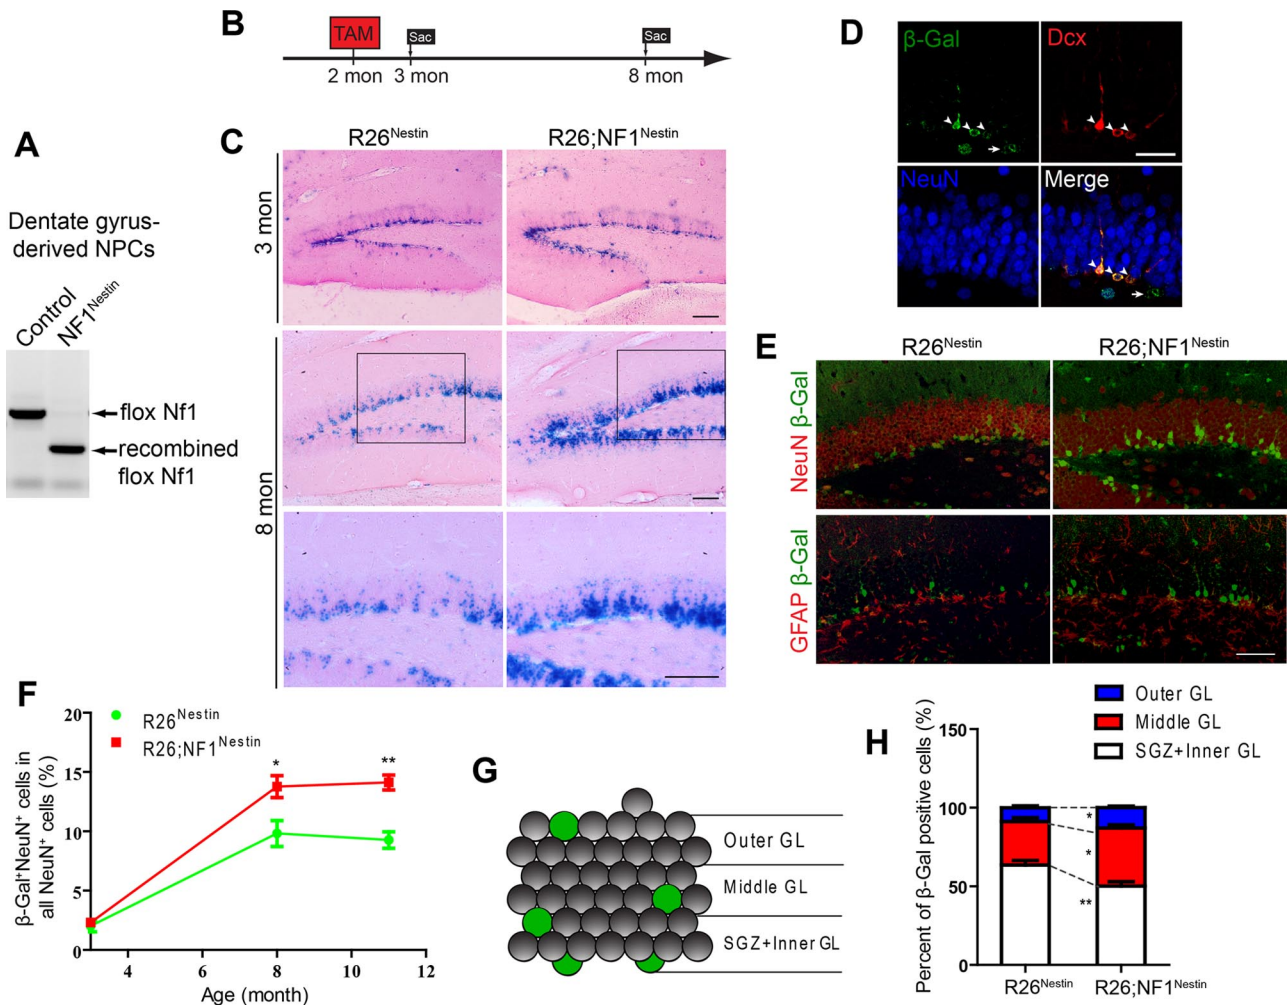 A
Dentate gyrus-
derived NPCs
Control
NF1Nestin
flox Nf1
recombined
flox Nf1
B
TAM
Sac
Sac
2 mon
3 mon
8 mon
C
R26Nestin
R26;NF1Nestin
3 mon
8 mon
D
β-Gal
Dcx
NeuN
Merge
E
R26Nestin
R26;NF1Nestin
NeuN β-Gal
GFAP β-Gal
F
β-Gal+NeuN+ cells in
all NeuN+ cells (%)
20
15
10
5
0
R26Nestin
R26;NF1Nestin
*
**
4
6
8
10
12
Age (month)
G
Outer GL
Middle GL
SGZ+Inner GL
H
Outer GL
Middle GL
SGZ+Inner GL
Percent of β-Gal positive cells (%)
150
100
50
0
*
*
**
R26Nestin
R26;NF1Nestin